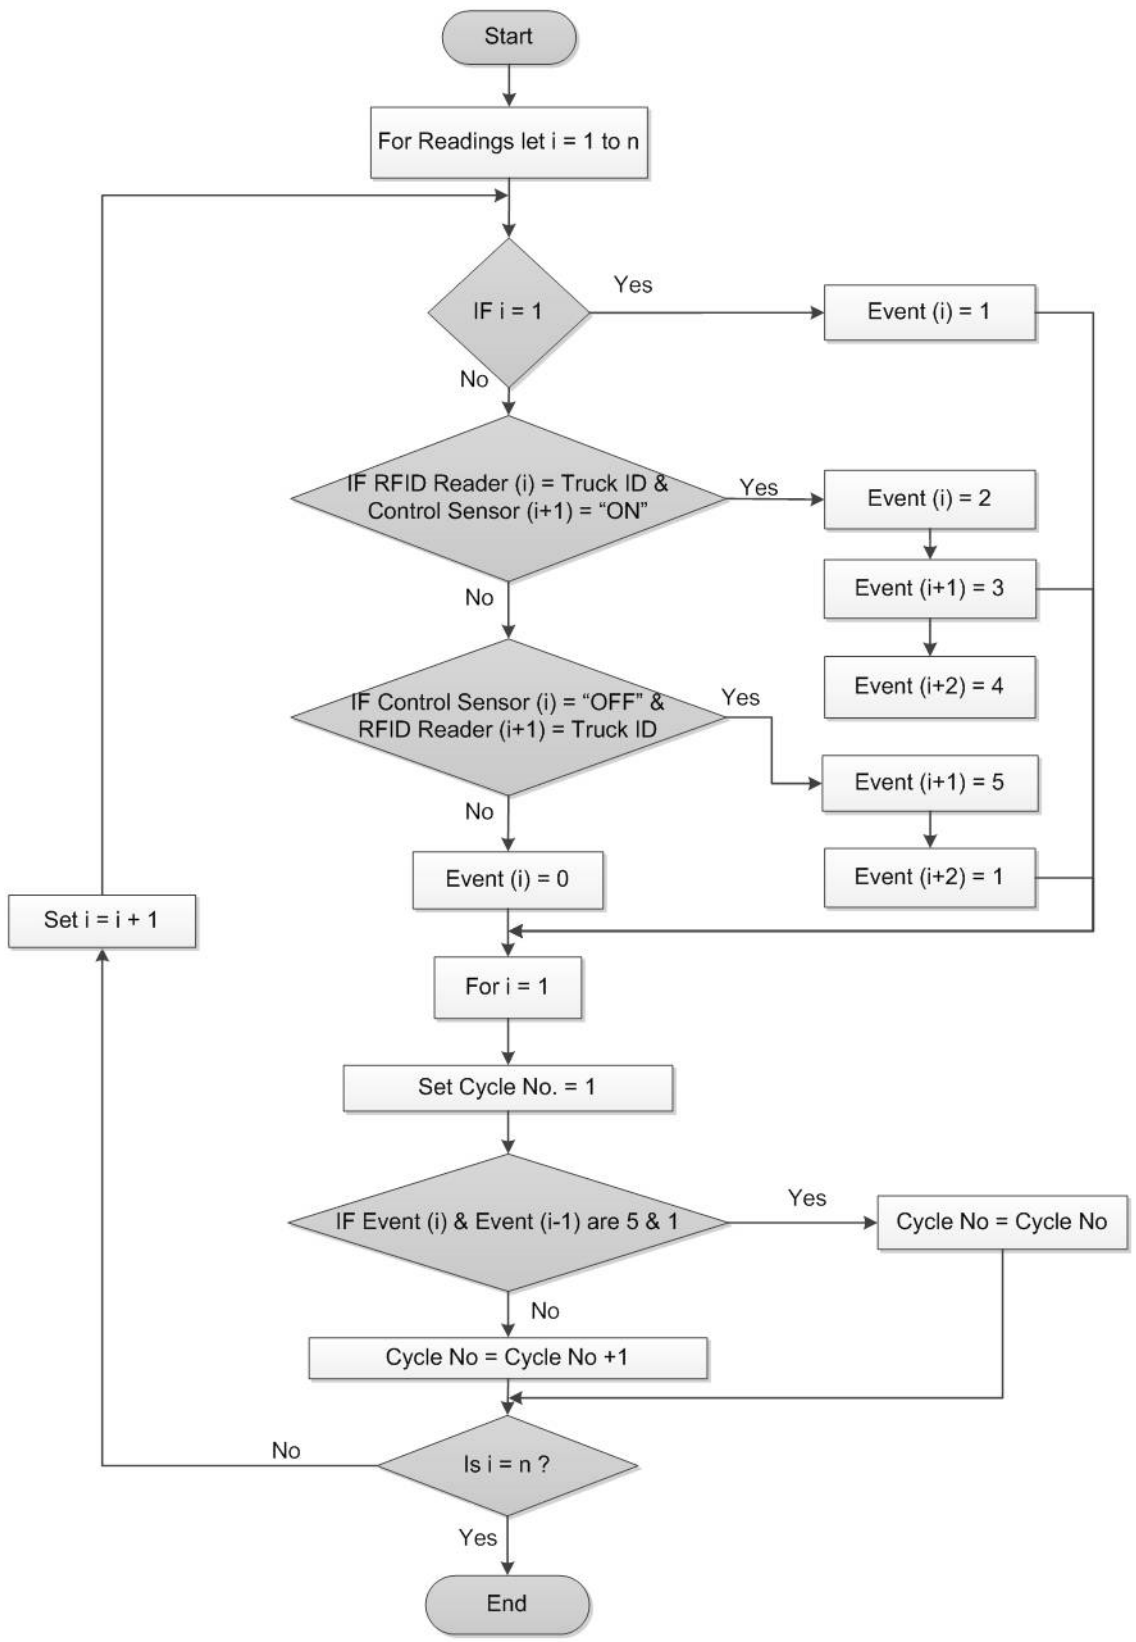 Start
For Readings let i = 1 to n
IF i = 1
Yes
Event (i) = 1
No
IF RFID Reader (i) = Truck ID &
Control Sensor (i+1) = “ON”
Yes
Event (i) = 2
Event (i+1) = 3
Event (i+2) = 4
No
IF Control Sensor (i) = “OFF” &
RFID Reader (i+1) = Truck ID
Yes
Event (i+1) = 5
Event (i+2) = 1
No
Event (i) = 0
Set i = i + 1
For i = 1
Set Cycle No. = 1
IF Event (i) & Event (i-1) are 5 & 1
Yes
Cycle No = Cycle No
No
Cycle No = Cycle No +1
Is i = n ?
No
Yes
End